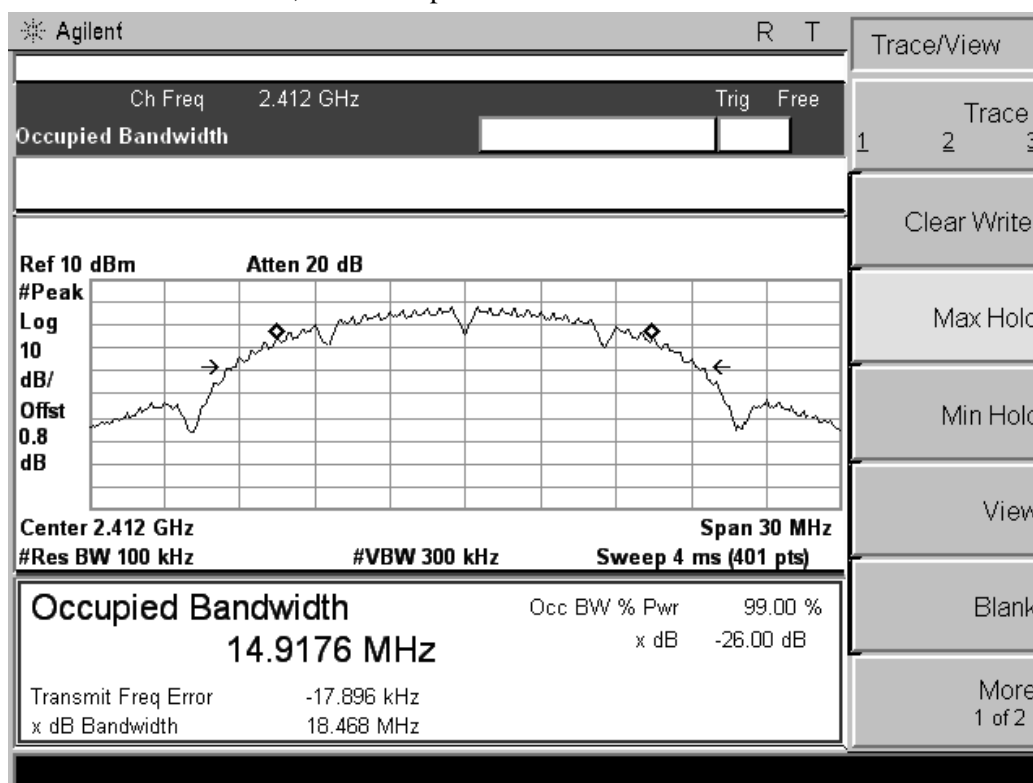 Agilent R T
Trace/View
Ch Freq 2.412 GHz Trig Free
Occupied Bandwidth
Trace
1 2 3
Clear Write
Max Hold
Min Hold
View
Blank
More
1 of 2
Ref 10 dBm Atten 20 dB
#Peak
Log
10
dB/
Offst
0.8
dB
Center 2.412 GHz Span 30 MHz
#Res BW 100 kHz #VBW 300 kHz Sweep 4 ms (401 pts)
Occupied Bandwidth
14.9176 MHz
Occ BW % Pwr 99.00 %
x dB -26.00 dB
Transmit Freq Error -17.896 kHz
x dB Bandwidth 18.468 MHz